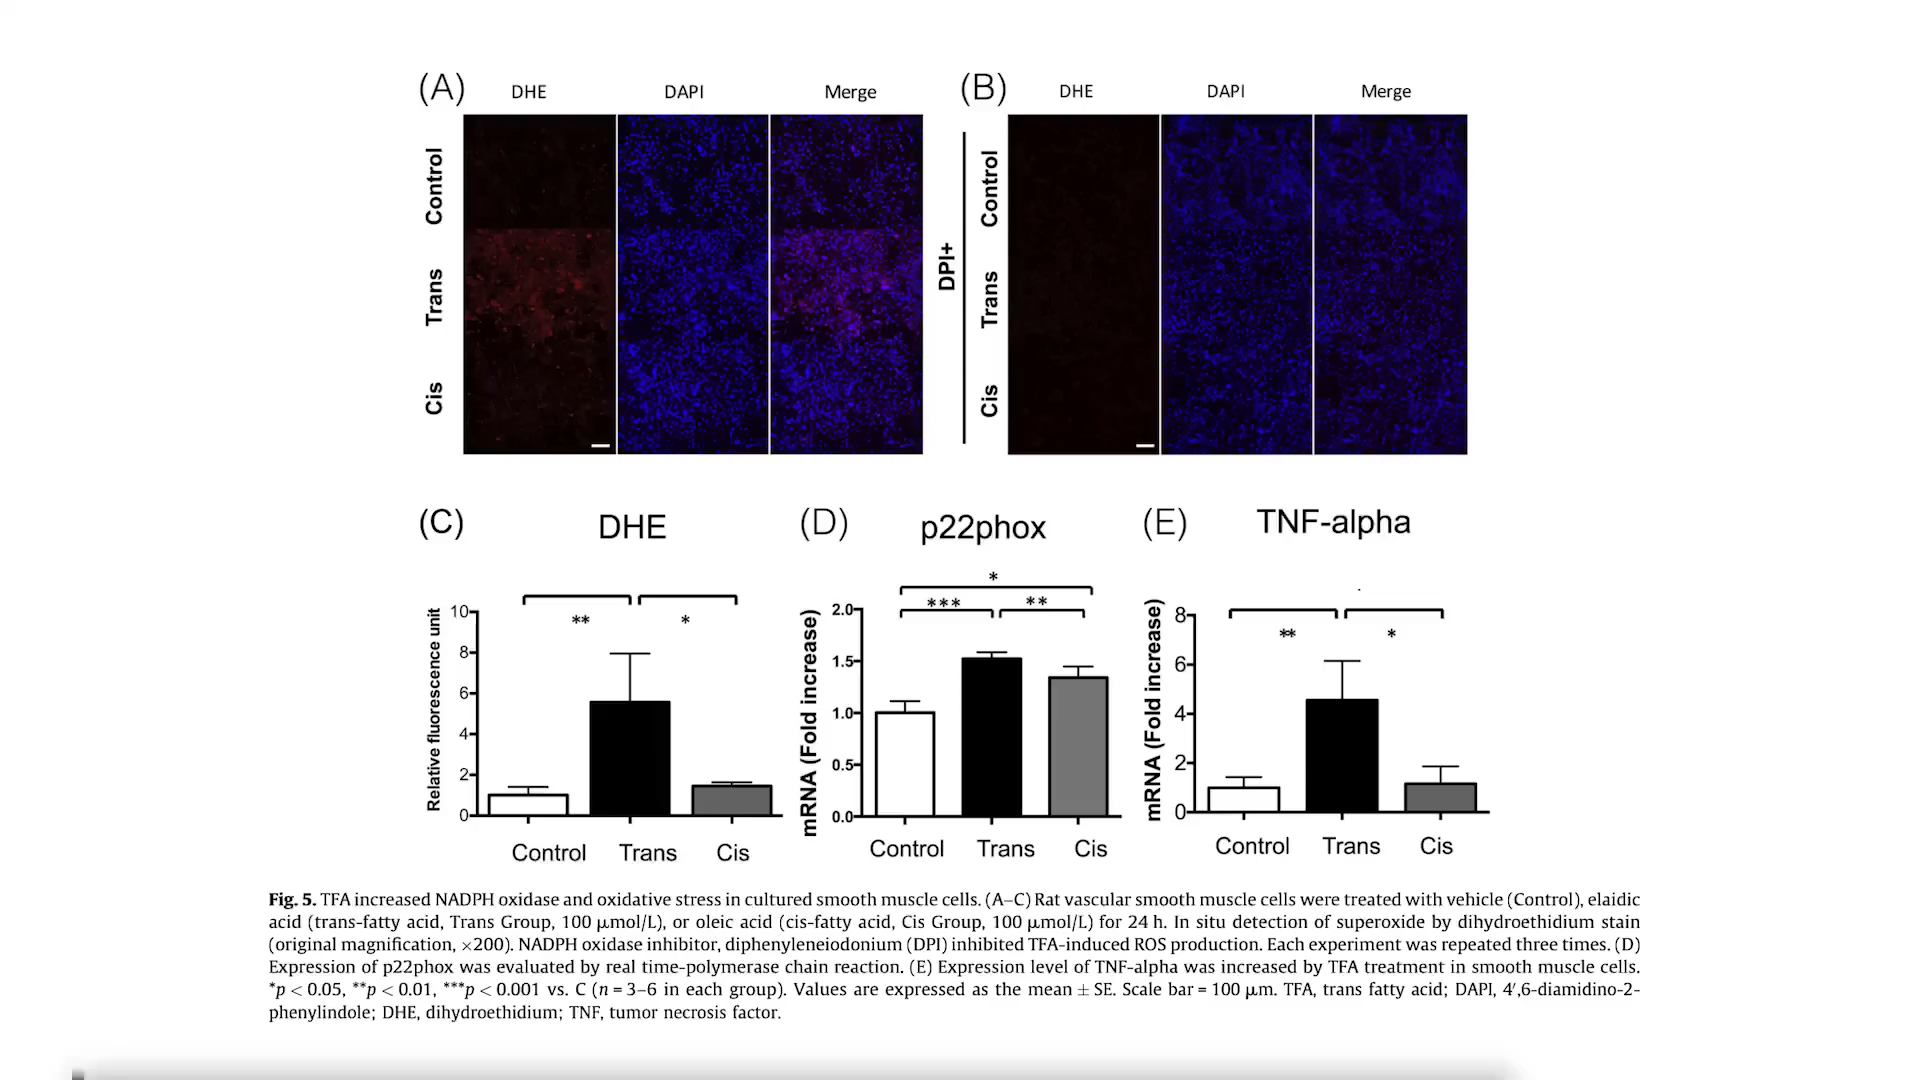 (A)
DHE DAPI Merge
Control
Trans
Cis
(B)
DHE DAPI Merge
DPI+
Control
Trans
Cis
(C) DHE
Relative fluorescence unit
10
8
6
4
2
0
** *
Control Trans Cis
(D) p22phox
mRNA (Fold increase)
2.0
1.5
1.0
0.5
0.0
*
*** **
Control Trans Cis
(E) TNF-alpha
mRNA (Fold increase)
8
6
4
2
0
** *
Control Trans Cis
Fig. 5. TFA increased NADPH oxidase and oxidative stress in cultured smooth muscle cells. (A–C) Rat vascular smooth muscle cells were treated with vehicle (Control), elaidic
acid (trans-fatty acid, Trans Group, 100 μmol/L), or oleic acid (cis-fatty acid, Cis Group, 100 μmol/L) for 24 h. In situ detection of superoxide by dihydroethidium stain
(original magnification, ×200). NADPH oxidase inhibitor, diphenyleneiodonium (DPI) inhibited TFA-induced ROS production. Each experiment was repeated three times. (D)
Expression of p22phox was evaluated by real time-polymerase chain reaction. (E) Expression level of TNF-alpha was increased by TFA treatment in smooth muscle cells.
*p < 0.05, **p < 0.01, ***p < 0.001 vs. C (n = 3–6 in each group). Values are expressed as the mean ± SE. Scale bar = 100 μm. TFA, trans fatty acid; DAPI, 4′,6-diamidino-2-
phenylindole; DHE, dihydroethidium; TNF, tumor necrosis factor.